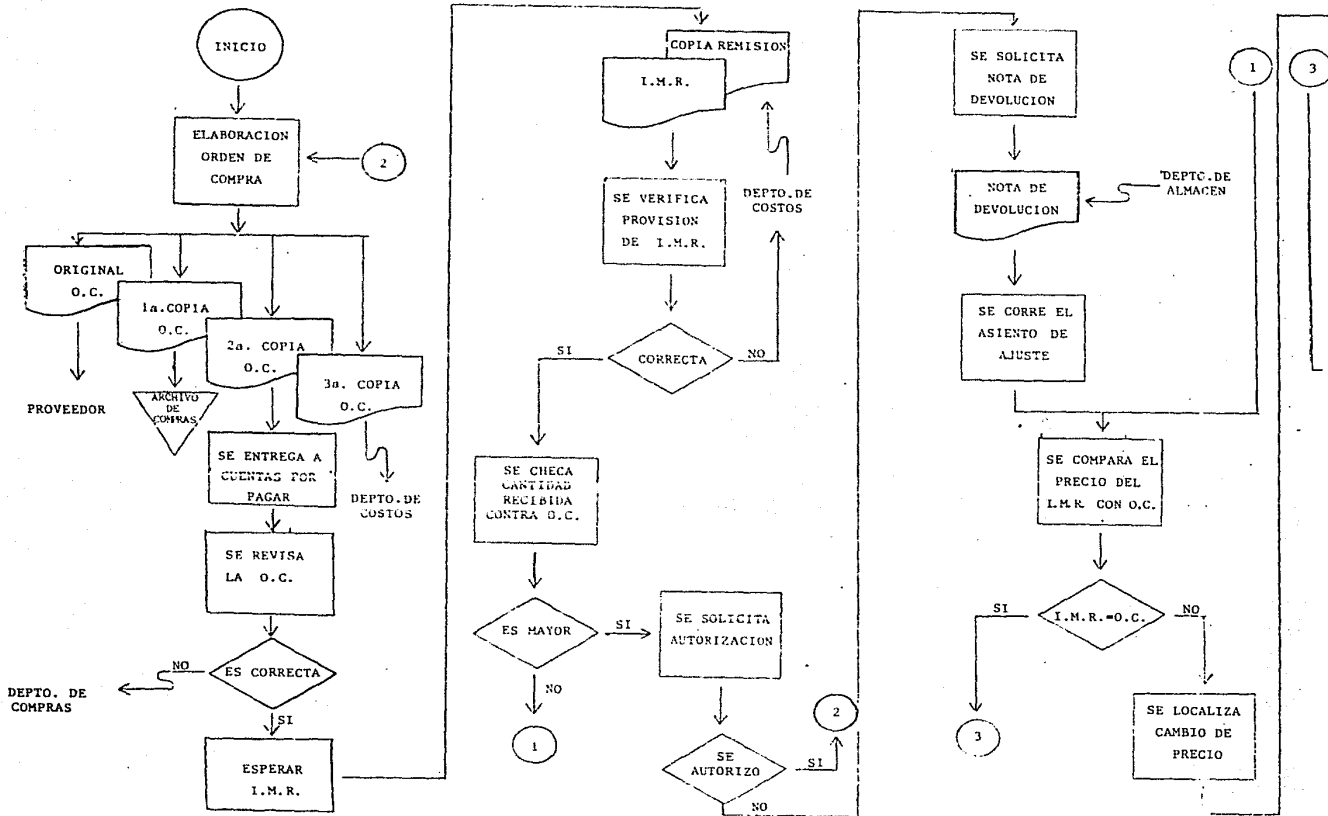 INICIO
ELABORACION
ORDEN DE
COMPRA
2
ORIGINAL
O.C.
1a.COPIA
O.C.
2a. COPIA
O.C.
3a. COPIA
O.C.
PROVEEDOR
ARCHIVO
DE
COMPRAS
SE ENTREGA A
CUENTAS POR
PAGAR
DEPTO.DE
COSTOS
SE REVISA
LA O.C.
ES CORRECTA
NO
DEPTO. DE
COMPRAS
SI
ESPERAR
I.M.R.
COPIA REMISION
I.M.R.
SE VERIFICA
PROVISION
DE I.M.R.
DEPTO.DE
COSTOS
CORRECTA
SI
NO
SE CHECA
CANTIDAD
RECIBIDA
CONTRA O.C.
ES MAYOR
SI
NO
1
SE SOLICITA
AUTORIZACION
SE
AUTORIZO
SI
2
NO
SE SOLICITA
NOTA DE
DEVOLUCION
NOTA DE
DEVOLUCION
DEPTO.DE
ALMACEN
SE CORRE EL
ASIENTO DE
AJUSTE
1
SE COMPARA EL
PRECIO DEL
I.M.R. CON O.C.
I.M.R.=O.C.
SI
NO
3
SE LOCALIZA
CAMBIO DE
PRECIO
3